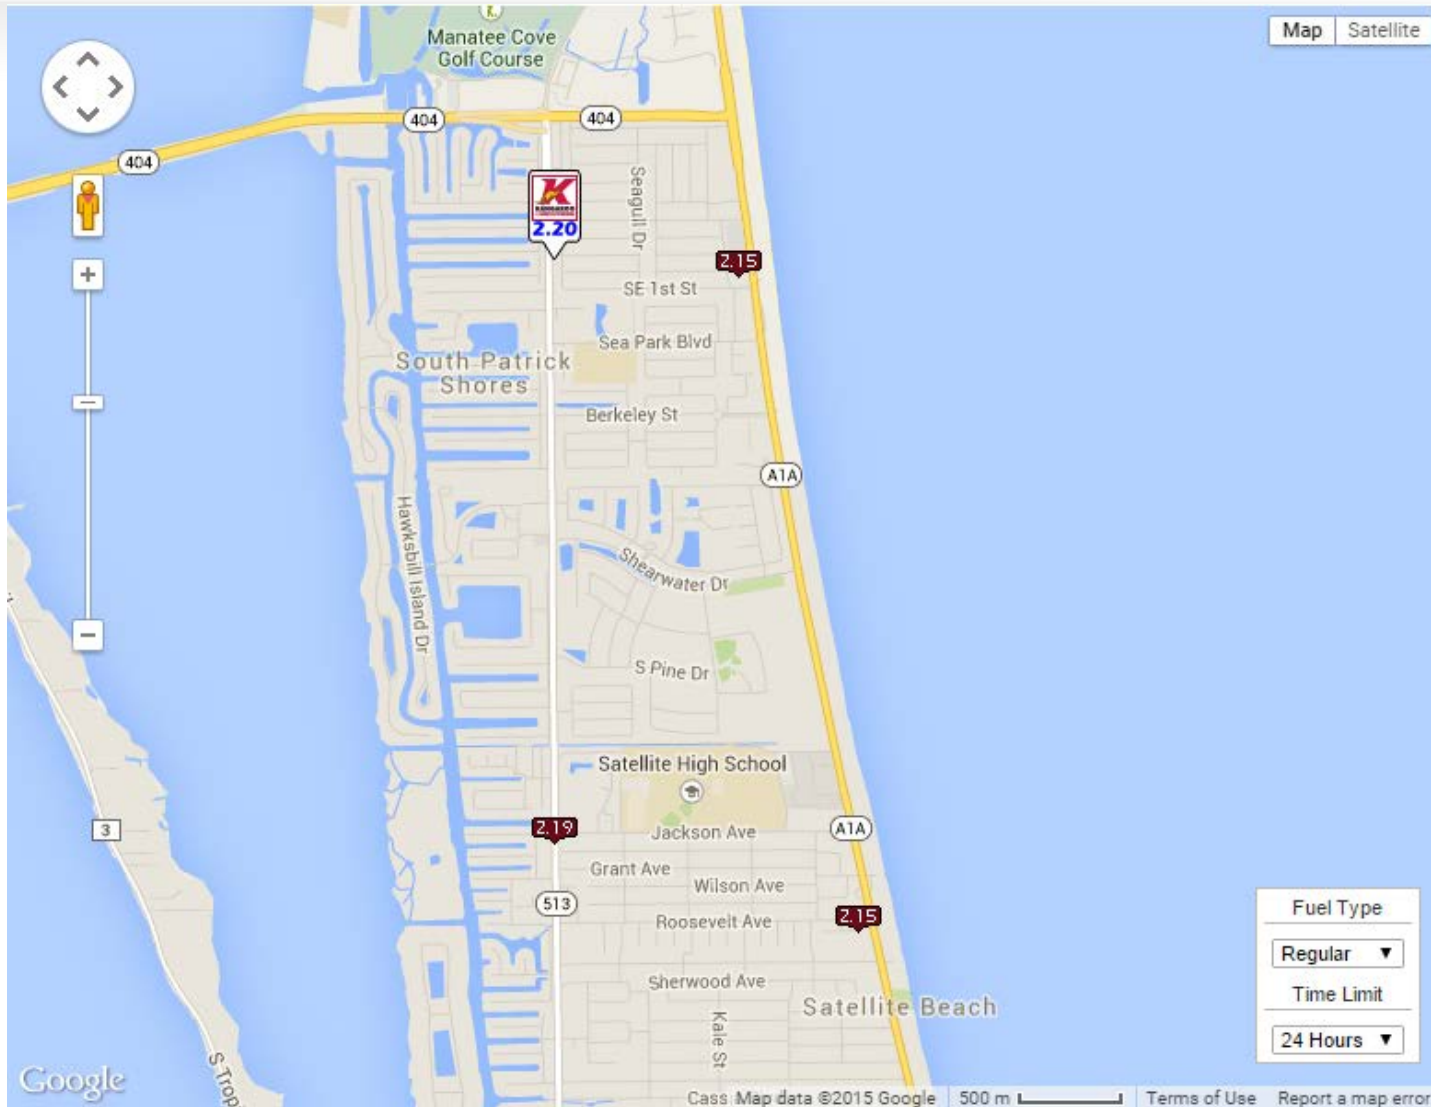 Manatee Cove
Golf Course
Map
Satellite
404
404
404
Seagull Dr
K
2.20
2.15
SE 1st St
Sea Park Blvd
South Patrick
Shores
Berkeley St
A1A
Hawksbill Island Dr
Shearwater Dr
S Pine Dr
Satellite High School
3
2.19
Jackson Ave
A1A
Grant Ave
Wilson Ave
513
Roosevelt Ave
2.15
Fuel Type
Regular
Sherwood Ave
Time Limit
Satellite Beach
Kale St
24 Hours
S Trop
Google
Cass
Map data ©2015 Google
500 m
Terms of Use
Report a map error